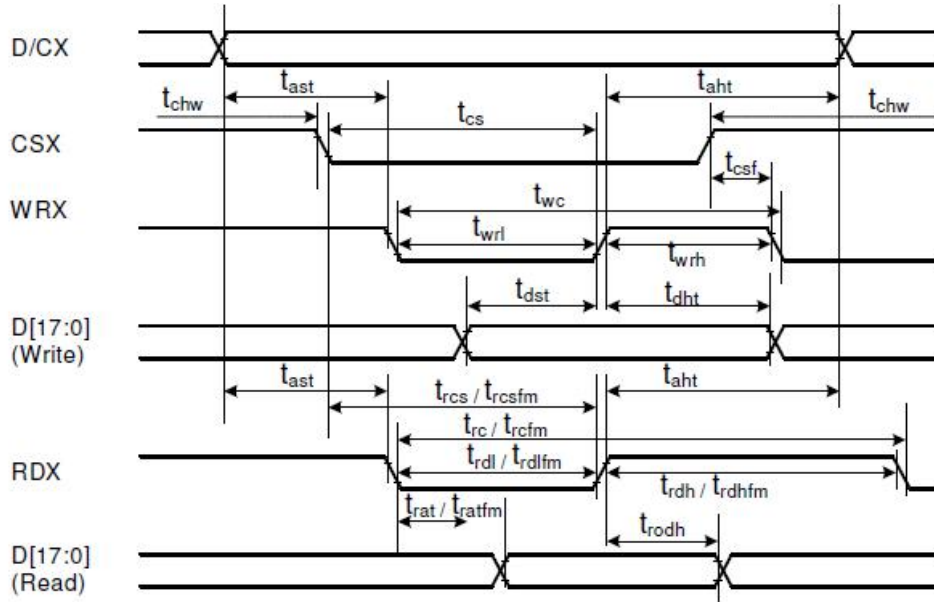 D/CX
t_ast
t_aht
t_chw
t_cs
t_chw
CSX
t_csf
WRX
t_wc
t_wrl
t_wrh
t_dst
t_dht
D[17:0]
(Write)
t_ast
t_rcs / t_rcsfm
t_aht
t_rc / t_rcfm
t_rdl / t_rdlfm
RDX
t_rdh / t_rdhfm
t_rat / t_ratfm
t_rodh
D[17:0]
(Read)